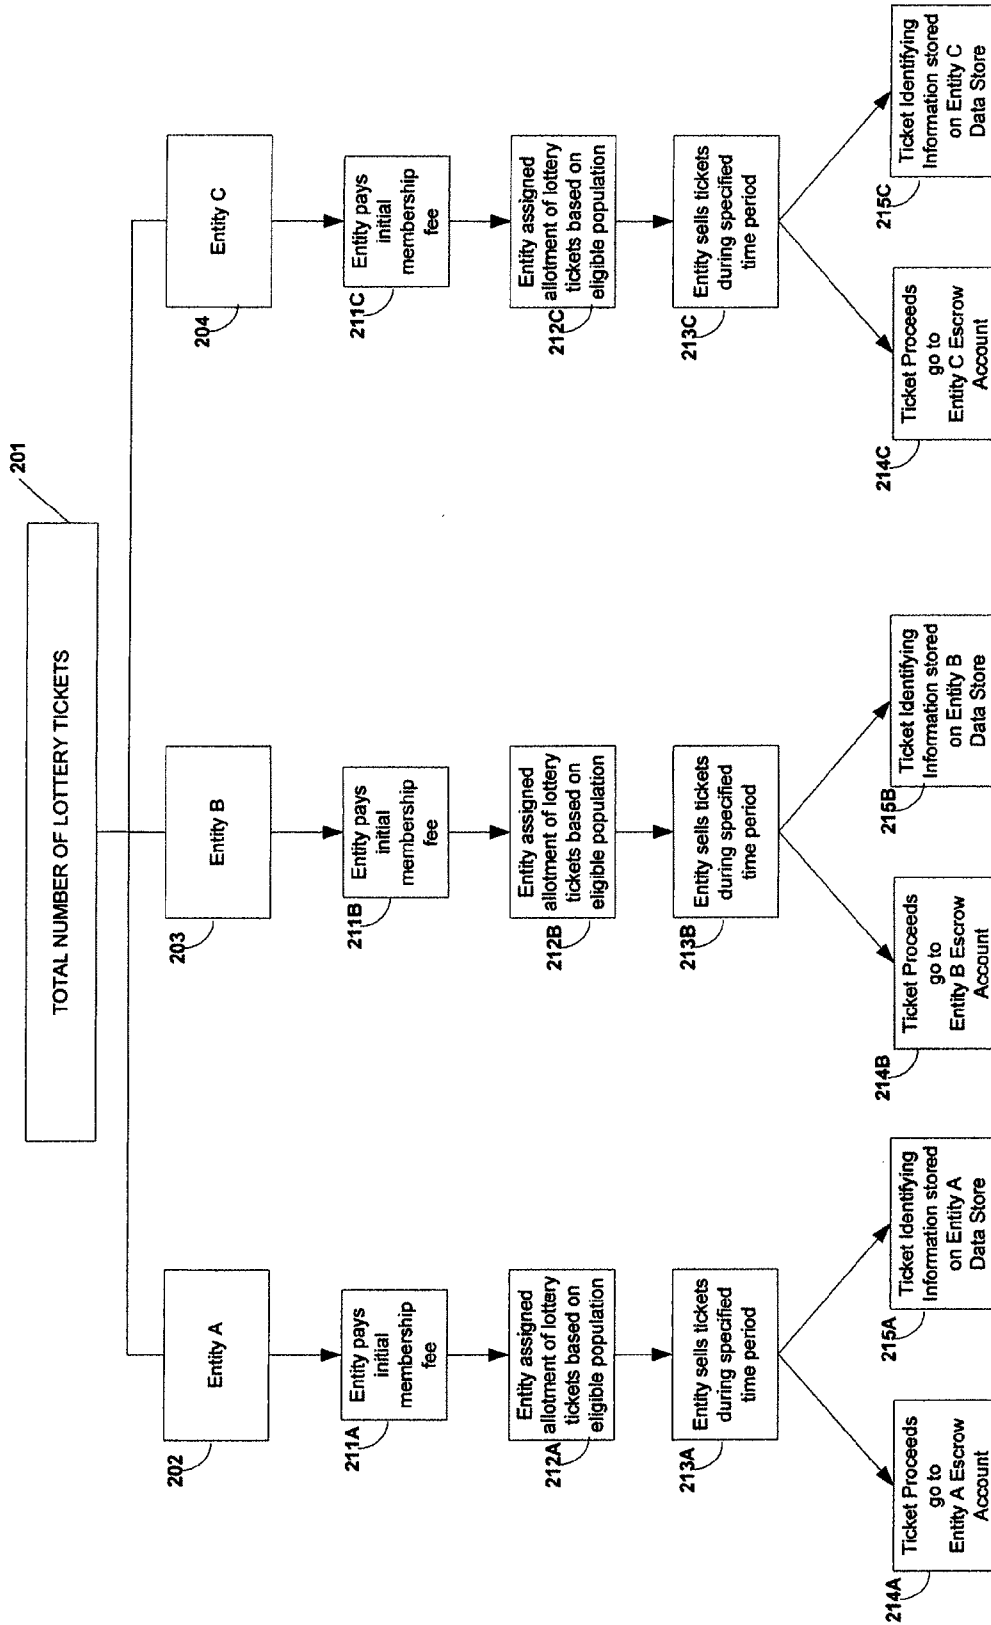 201
TOTAL NUMBER OF LOTTERY TICKETS
Entity A
202
Entity B
203
Entity C
204
Entity pays
initial
membership
fee
211A
Entity pays
initial
membership
fee
211B
Entity pays
initial
membership
fee
211C
Entity assigned
allotment of lottery
tickets based on
eligible population
212A
Entity assigned
allotment of lottery
tickets based on
eligible population
212B
Entity assigned
allotment of lottery
tickets based on
eligible population
212C
Entity sells tickets
during specified
time period
213A
Entity sells tickets
during specified
time period
213B
Entity sells tickets
during specified
time period
213C
Ticket Proceeds
go to
Entity A Escrow
Account
214A
Ticket Identifying
Information stored
on Entity A
Data Store
215A
Ticket Proceeds
go to
Entity B Escrow
Account
214B
Ticket Identifying
Information stored
on Entity B
Data Store
215B
Ticket Proceeds
go to
Entity C Escrow
Account
214C
Ticket Identifying
Information stored
on Entity C
Data Store
215C